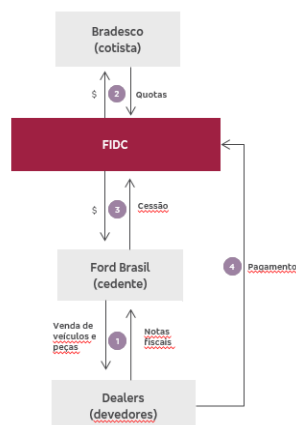 Bradesco
(cotista)
$
2
Quotas
FIDC
$
3
Cessão
Ford Brasil
(cedente)
4
Pagamento
Venda de
veículos e
peças
1
Notas
fiscais
Dealers
(devedores)